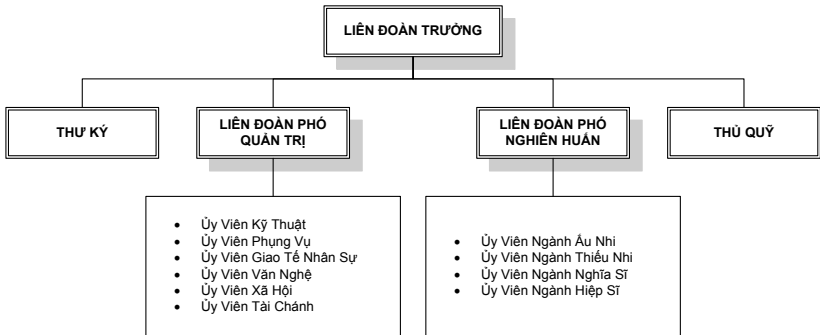 LIÊN ĐOÀN TRƯỞNG
THƯ KÝ
LIÊN ĐOÀN PHÓ
QUẢN TRỊ
LIÊN ĐOÀN PHÓ
NGHIÊN HUẤN
THỦ QUỸ
• Ủy Viên Kỹ Thuật
• Ủy Viên Phụng Vụ
• Ủy Viên Giao Tế Nhân Sự
• Ủy Viên Văn Nghệ
• Ủy Viên Xã Hội
• Ủy Viên Tài Chánh
• Ủy Viên Ngành Ấu Nhi
• Ủy Viên Ngành Thiếu Nhi
• Ủy Viên Ngành Nghĩa Sĩ
• Ủy Viên Ngành Hiệp Sĩ